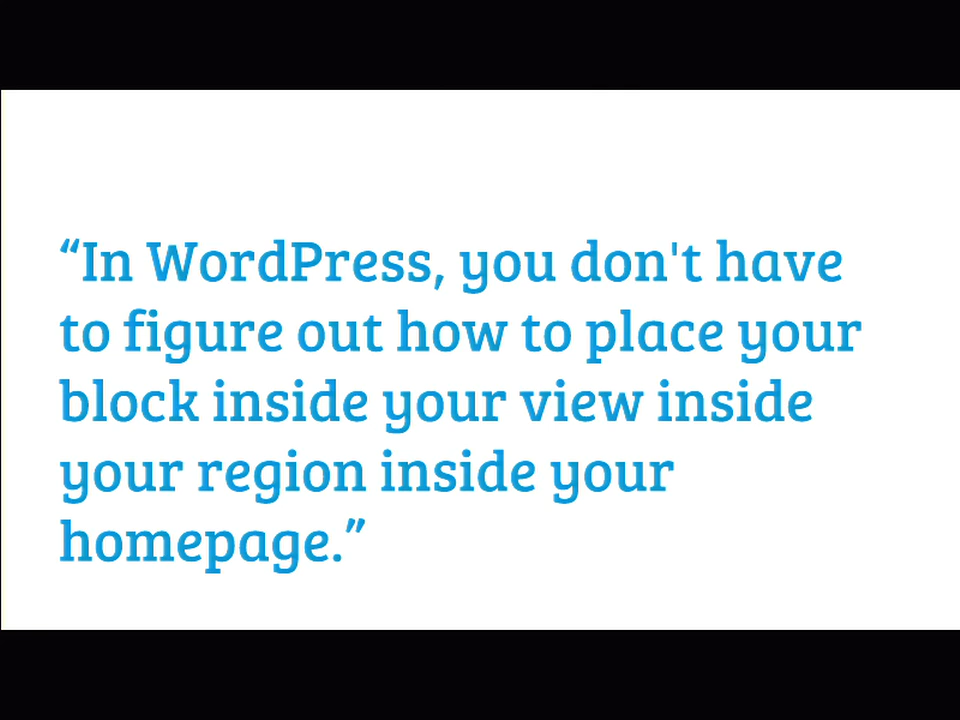 “In WordPress, you don't have
to figure out how to place your
block inside your view inside
your region inside your
homepage.”